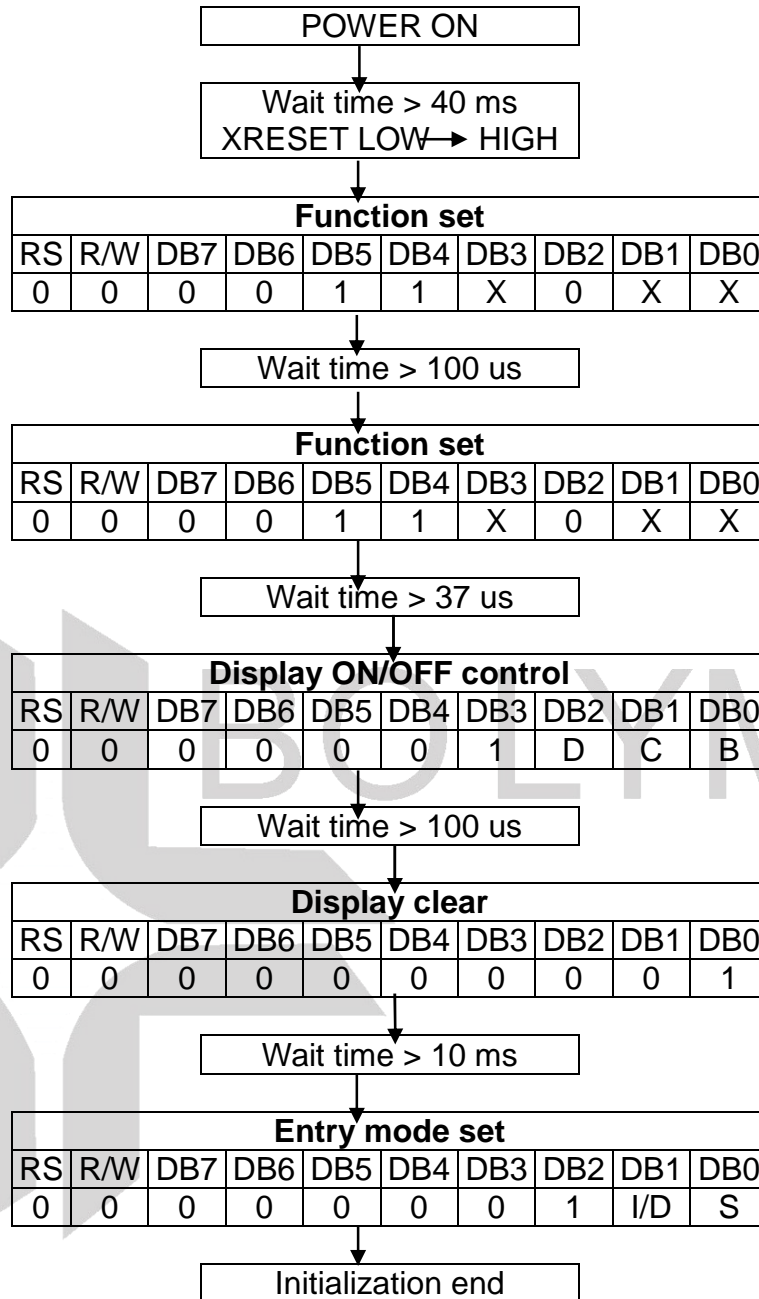 POWER ON
Wait time > 40 ms
XRESET LOW → HIGH
Function set
RS R/W DB7 DB6 DB5 DB4 DB3 DB2 DB1 DB0
0 0 0 0 1 1 X 0 X X
Wait time > 100 us
Function set
RS R/W DB7 DB6 DB5 DB4 DB3 DB2 DB1 DB0
0 0 0 0 1 1 X 0 X X
Wait time > 37 us
Display ON/OFF control
RS R/W DB7 DB6 DB5 DB4 DB3 DB2 DB1 DB0
0 0 0 0 0 0 1 D C B
BOLYM
Wait time > 100 us
Display clear
RS R/W DB7 DB6 DB5 DB4 DB3 DB2 DB1 DB0
0 0 0 0 0 0 0 0 0 1
Wait time > 10 ms
Entry mode set
RS R/W DB7 DB6 DB5 DB4 DB3 DB2 DB1 DB0
0 0 0 0 0 0 0 1 I/D S
Initialization end